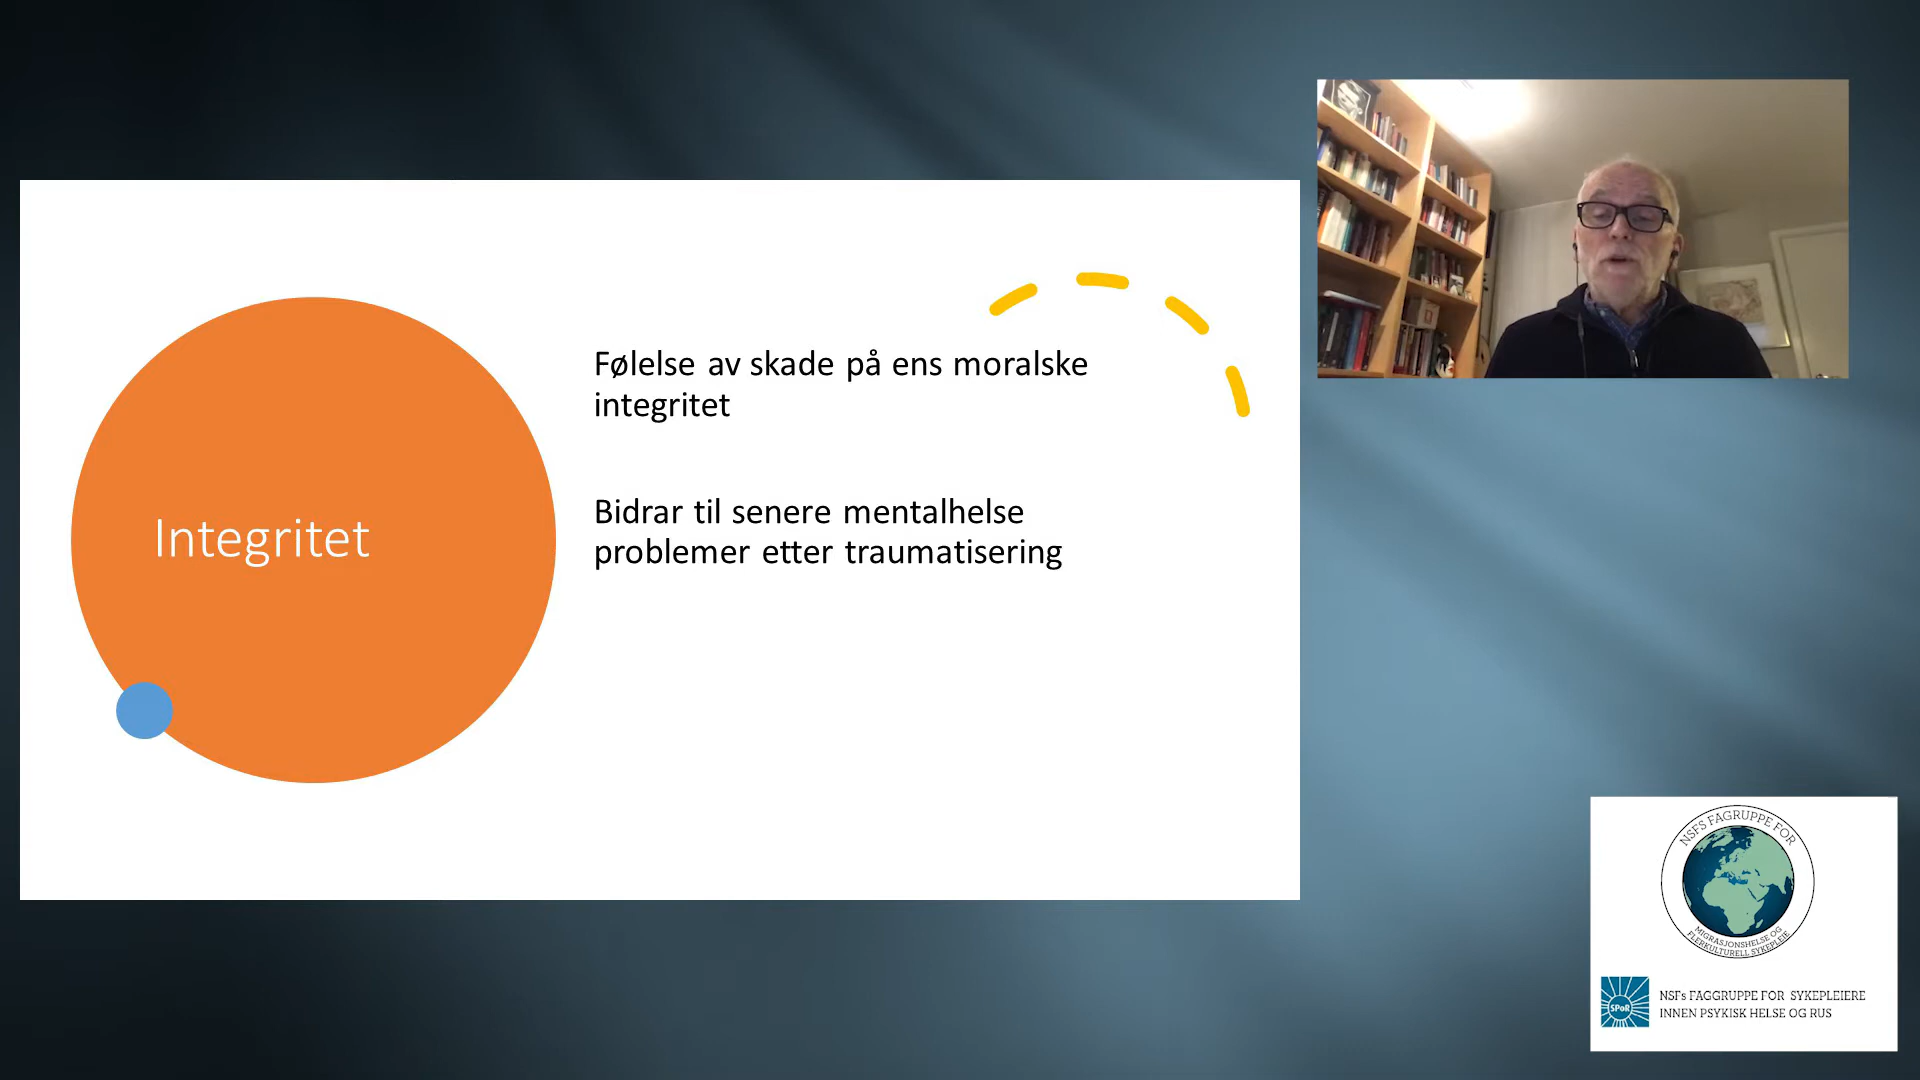 Integritet
Følelse av skade på ens moralske
integritet
Bidrar til senere mentalhelse
problemer etter traumatisering
NSFS FAGRUPPE FOR
MIGRASJONSHELSE OG
FLERKULTURELL SYKEPLEIE
SPoR
NSFs FAGGRUPPE FOR SYKEPLEIERE
INNEN PSYKISK HELSE OG RUS